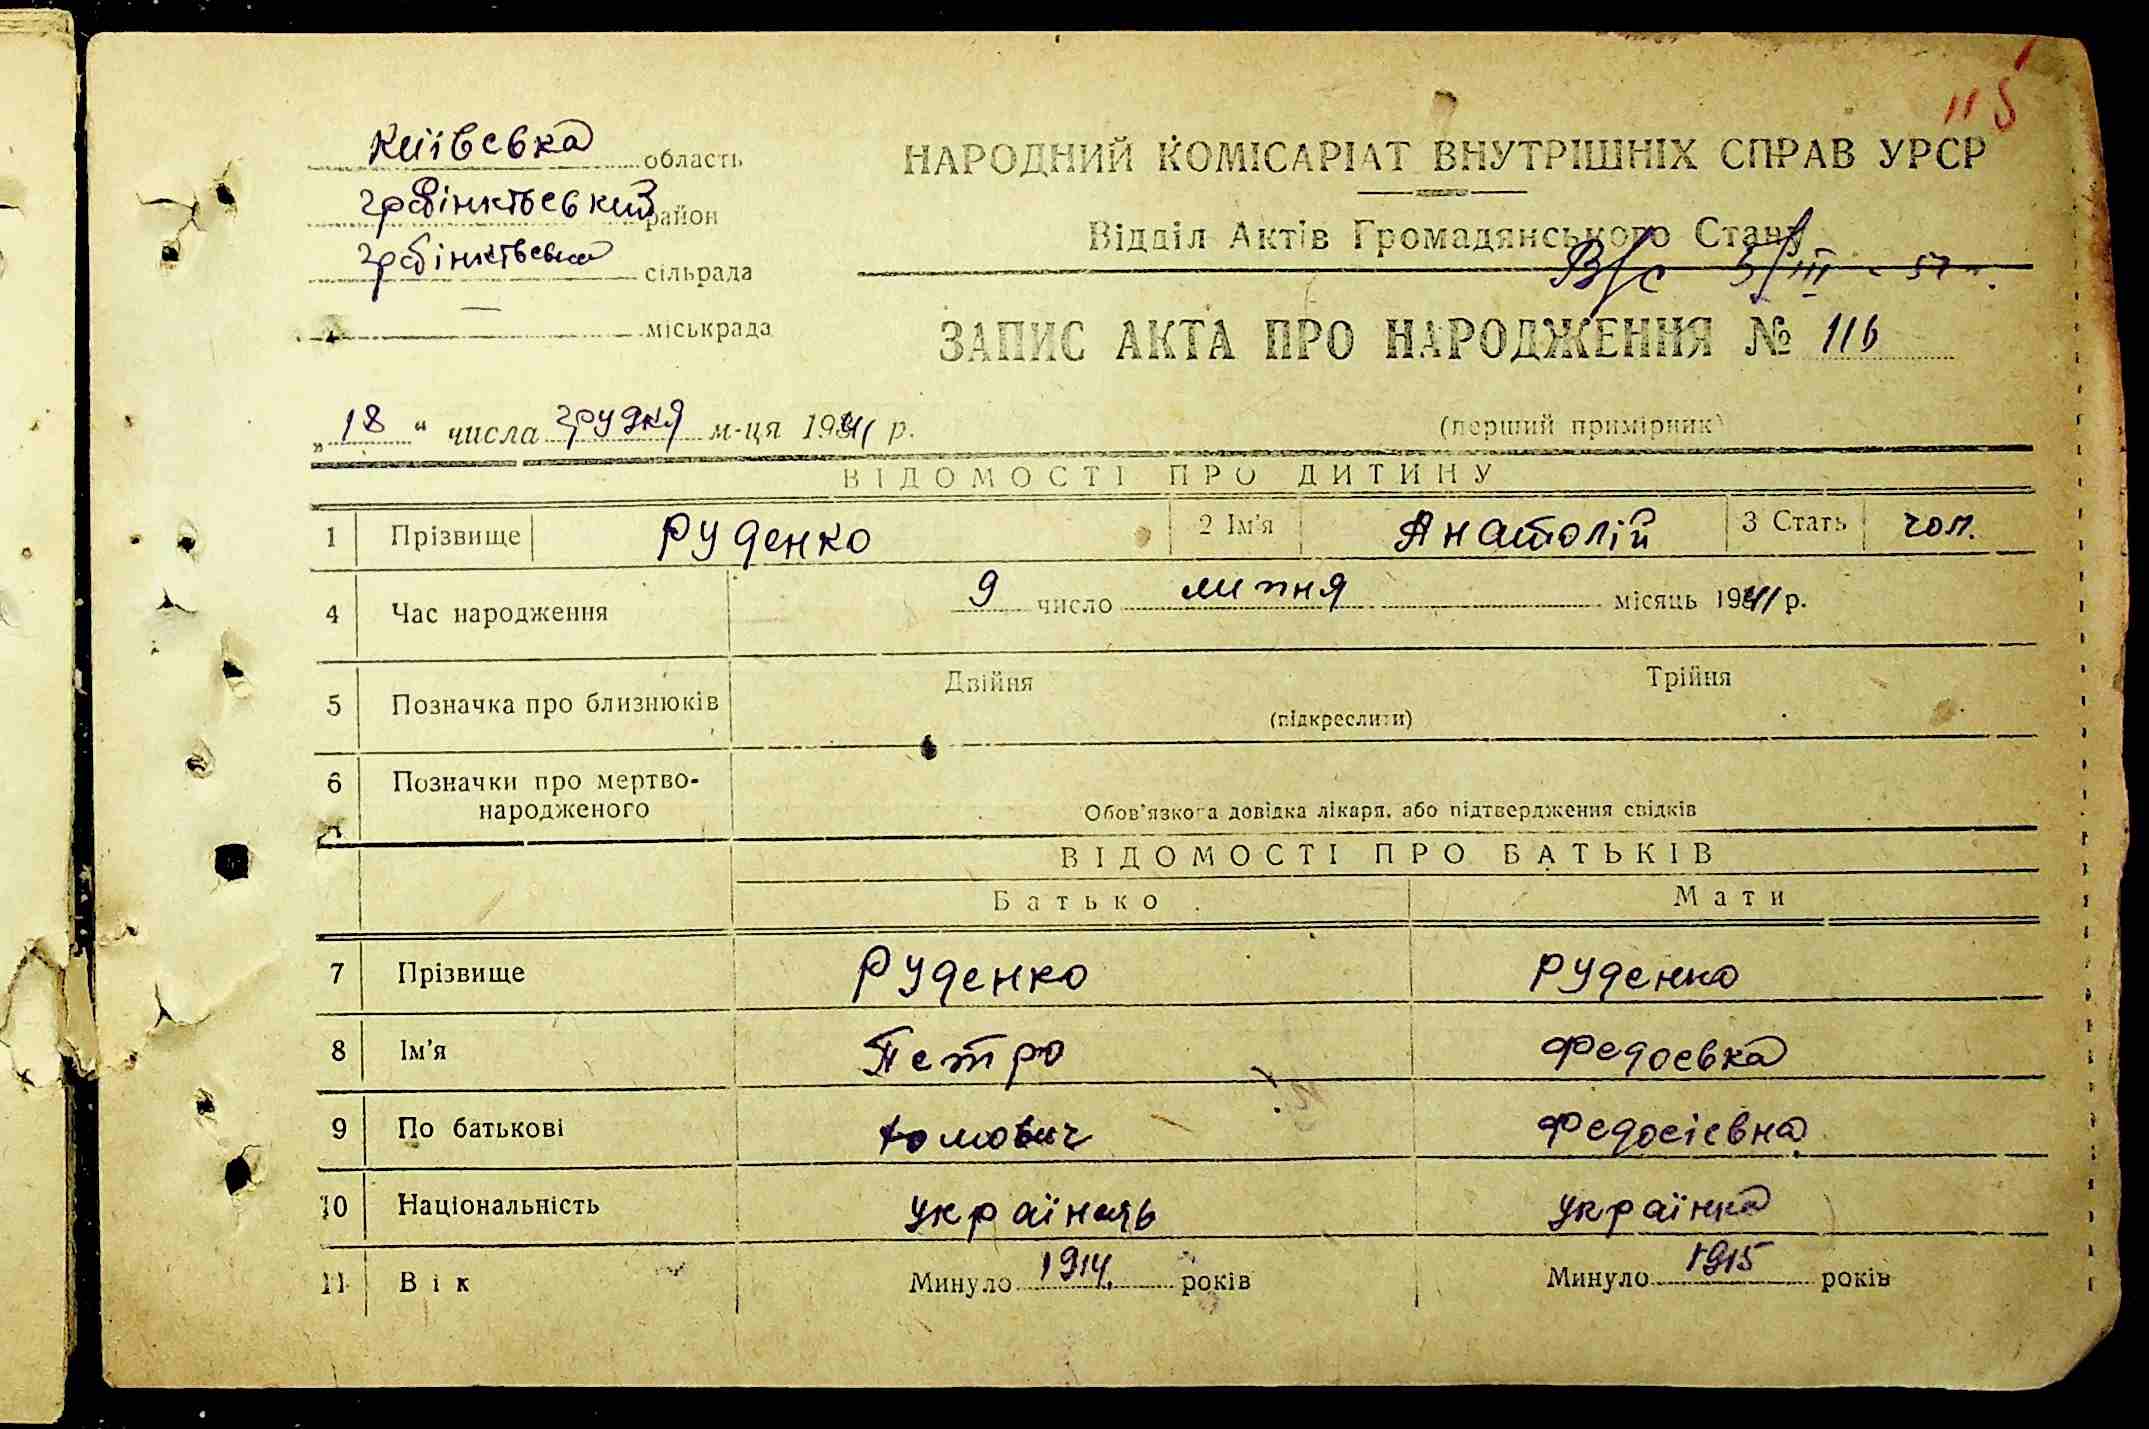 115
Київська область
гребінківський район
гребінківська сільрада
— міськрада
НАРОДНИЙ КОМІСАРІАТ ВНУТРІШНІХ СПРАВ УРСР
Відділ Актів Громадянського Стану
В/с 5/III - 57 г.
ЗАПИС АКТА ПРО НАРОДЖЕННЯ № 116
„18“ числа грудня м-ця 1941 р.
(перший примірник)
ВІДОМОСТІ ПРО ДИТИНУ
1 Прізвище Руденко 2 Ім'я Анатолій 3 Стать чол.
4 Час народження 9 число липня місяць 1941 р.
5 Позначка про близнюків Двійня Трійня
(підкреслити)
6 Позначки про мертво-
народженого Обов'язкова довідка лікаря, або підтвердження свідків
ВІДОМОСТІ ПРО БАТЬКІВ
Батько Мати
7 Прізвище Руденко Руденко
8 Ім'я Петро Федосвка
9 По батькові Федосієвна
10 Національність українець українка
11 Вік Минуло 1914 років Минуло 1915 років